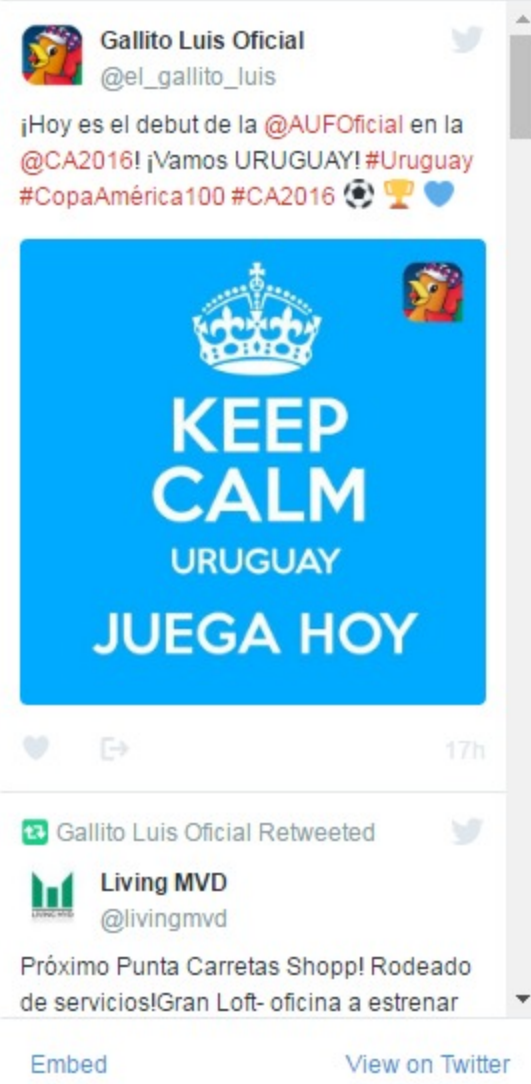 Gallito Luis Oficial
@el_gallito_luis
¡Hoy es el debut de la @AUFOficial en la
@CA2016! ¡Vamos URUGUAY! #Uruguay
#CopaAmérica100 #CA2016 ⚽ 🏆 💙
KEEP
CALM
URUGUAY
JUEGA HOY
17h
Gallito Luis Oficial Retweeted
LIVING MVD
Living MVD
@livingmvd
Próximo Punta Carretas Shopp! Rodeado
de servicios!Gran Loft- oficina a estrenar
Embed
View on Twitter